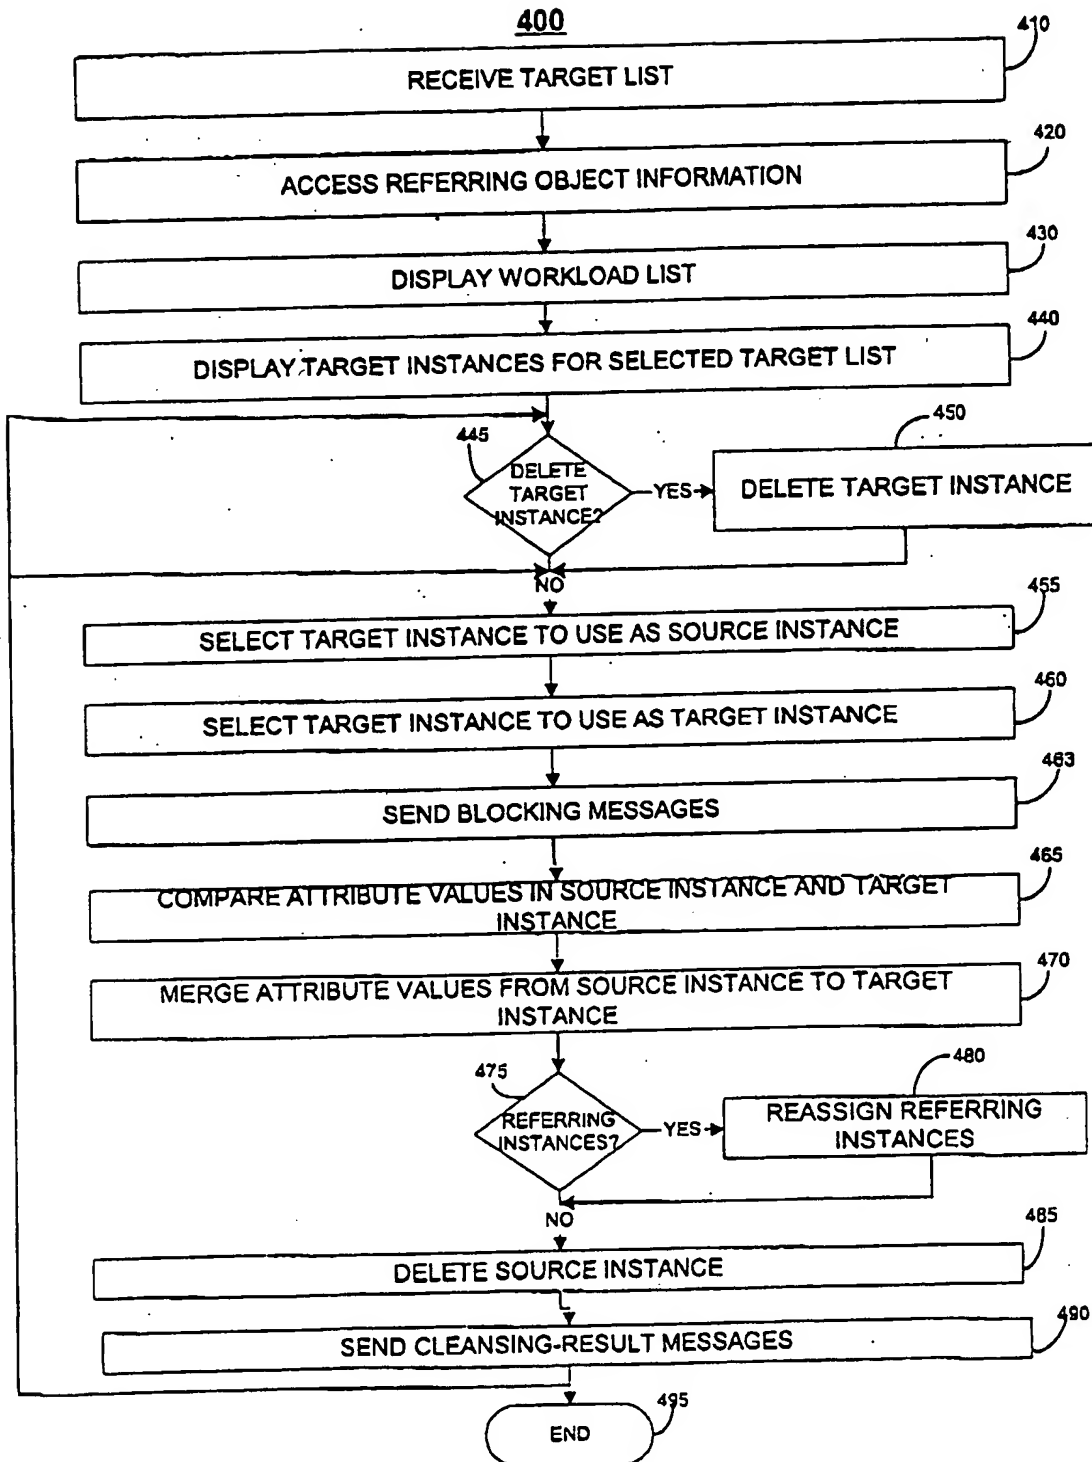 400
410
RECEIVE TARGET LIST
420
ACCESS REFERRING OBJECT INFORMATION
430
DISPLAY WORKLOAD LIST
440
DISPLAY TARGET INSTANCES FOR SELECTED TARGET LIST
445
450
DELETE
TARGET
INSTANCE?
YES
DELETE TARGET INSTANCE
NO
455
SELECT TARGET INSTANCE TO USE AS SOURCE INSTANCE
460
SELECT TARGET INSTANCE TO USE AS TARGET INSTANCE
463
SEND BLOCKING MESSAGES
465
COMPARE ATTRIBUTE VALUES IN SOURCE INSTANCE AND TARGET
INSTANCE
470
MERGE ATTRIBUTE VALUES FROM SOURCE INSTANCE TO TARGET
INSTANCE
475
480
REFERRING
INSTANCES?
YES
REASSIGN REFERRING
INSTANCES
NO
485
DELETE SOURCE INSTANCE
490
SEND CLEANSING-RESULT MESSAGES
495
END